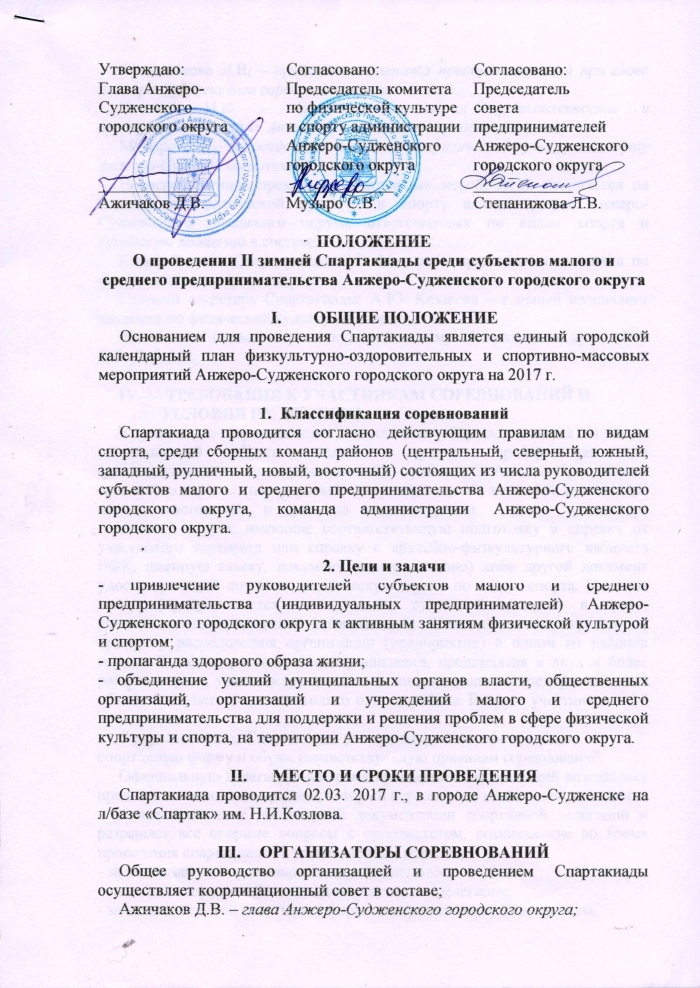 Утверждаю:
Глава Анжеро-
Судженского
городского округа
Ажичаков Д.В.
Согласовано:
Председатель комитета
по физической культуре
и спорту администрации
Анжеро-Судженского
городского округа
Музыро С.В.
Согласовано:
Председатель
совета
предпринимателей
Анжеро-Судженского
городского округа
Степанижова Л.В.
ПОЛОЖЕНИЕ
О проведении II зимней Спартакиады среди субъектов малого и
среднего предпринимательства Анжеро-Судженского городского округа
I. ОБЩИЕ ПОЛОЖЕНИЕ
Основанием для проведения Спартакиады является единый городской
календарный план физкультурно-оздоровительных и спортивно-массовых
мероприятий Анжеро-Судженского городского округа на 2017 г.
1. Классификация соревнований
Спартакиада проводится согласно действующим правилам по видам
спорта, среди сборных команд районов (центральный, северный, южный,
западный, рудничный, новый, восточный) состоящих из числа руководителей
субъектов малого и среднего предпринимательства Анжеро-Судженского
городского округа, команда администрации Анжеро-Судженского
городского округа.
2. Цели и задачи
- привлечение руководителей субъектов малого и среднего
предпринимательства (индивидуальных предпринимателей) Анжеро-
Судженского городского округа к активным занятиям физической культурой
и спортом;
- пропаганда здорового образа жизни;
- объединение усилий муниципальных органов власти, общественных
организаций, организаций и учреждений малого и среднего
предпринимательства для поддержки и решения проблем в сфере физической
культуры и спорта, на территории Анжеро-Судженского городского округа.
II. МЕСТО И СРОКИ ПРОВЕДЕНИЯ
Спартакиада проводится 02.03. 2017 г., в городе Анжеро-Судженске на
л/базе «Спартак» им. Н.И.Козлова.
III. ОРГАНИЗАТОРЫ СОРЕВНОВАНИЙ
Общее руководство организацией и проведением Спартакиады
осуществляет координационный совет в составе;
Ажичаков Д.В. – глава Анжеро-Судженского городского округа;